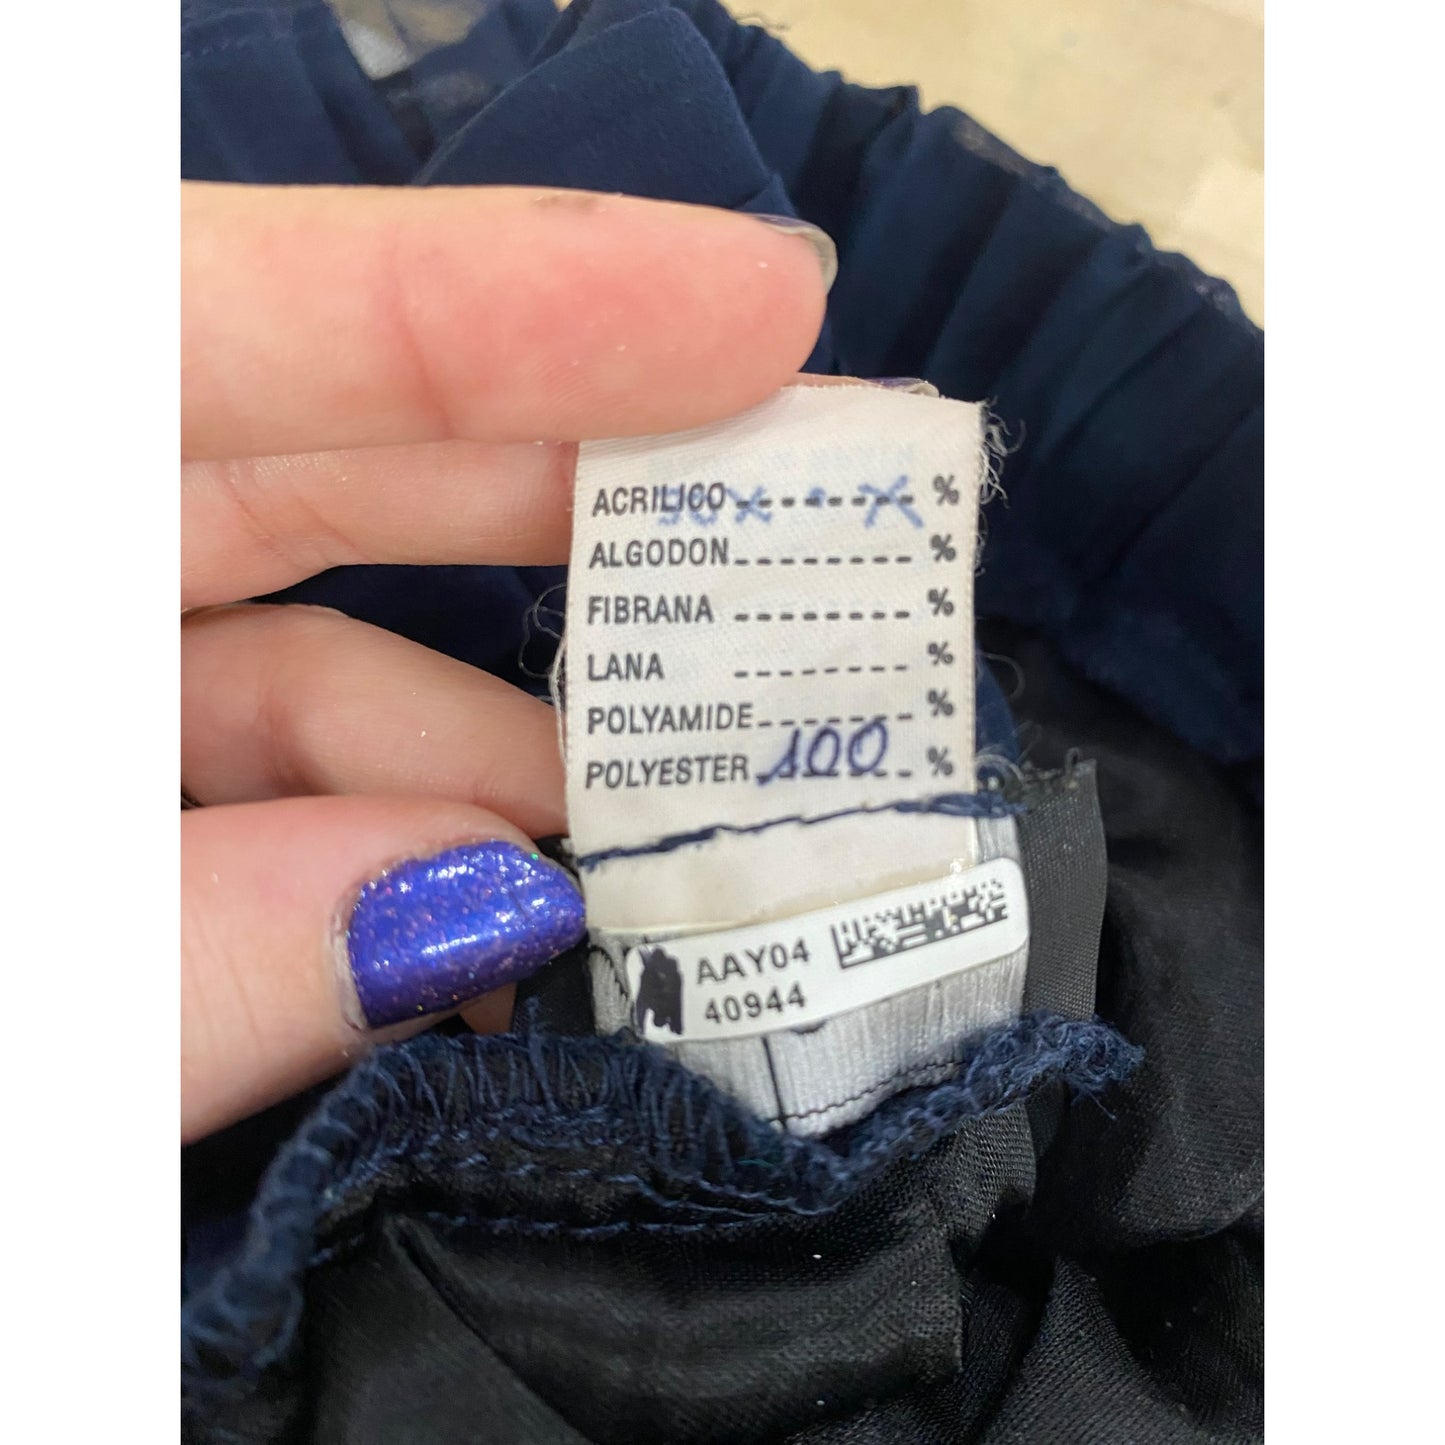 ACRILICO -------- %
ALGODON -------- %
FIBRANA -------- %
LANA -------- %
POLYAMIDE -------- %
POLYESTER 100 %
AAY04
40944